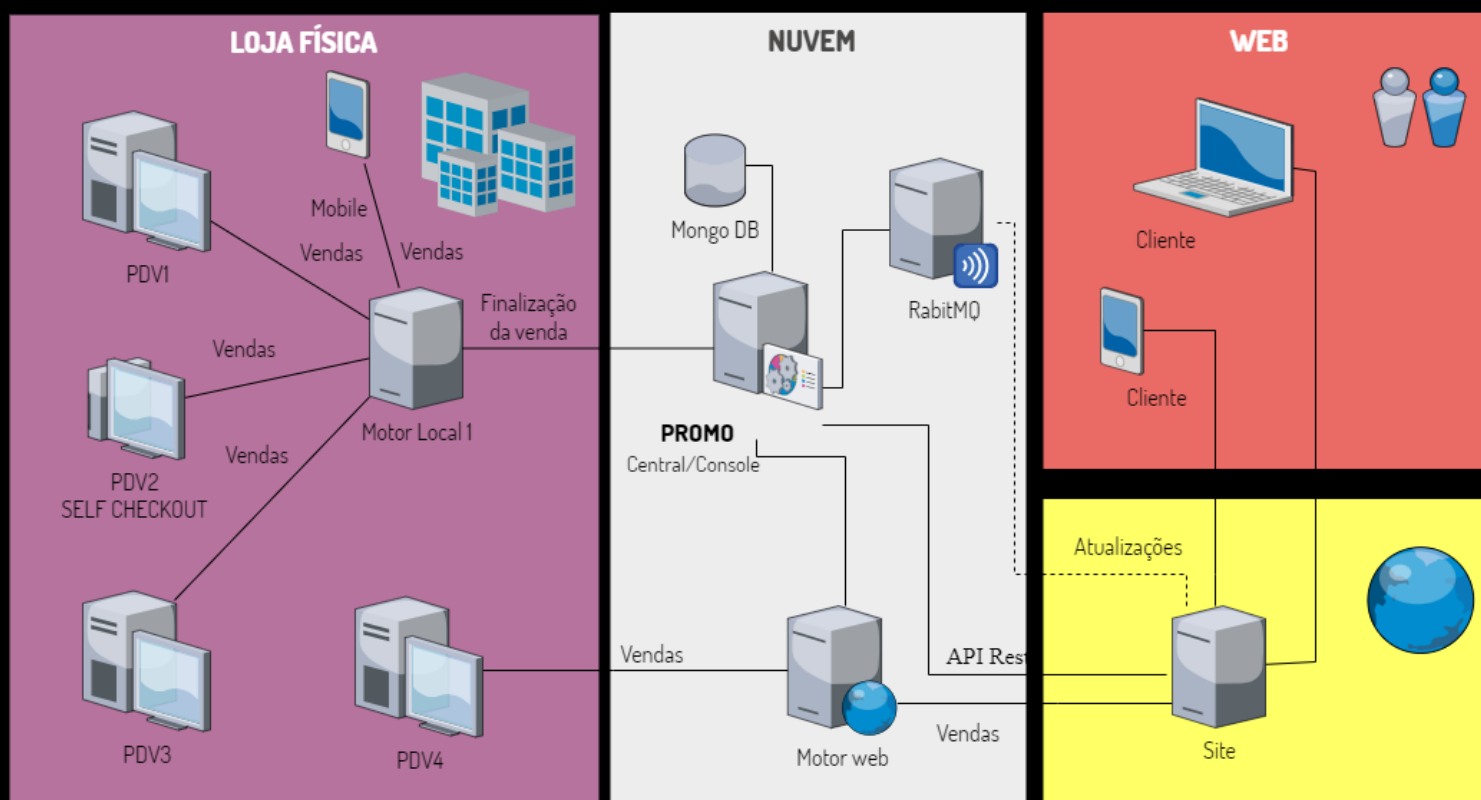 LOJA FÍSICA
PDV1
Mobile
Vendas
Vendas
Vendas
PDV2
SELF CHECKOUT
Vendas
Motor Local 1
Finalização
da venda
PDV3
PDV4
NUVEM
Mongo DB
RabitMQ
PROMO
Central/Console
Vendas
API Rest
Vendas
Motor web
WEB
Cliente
Cliente
Atualizações
Site